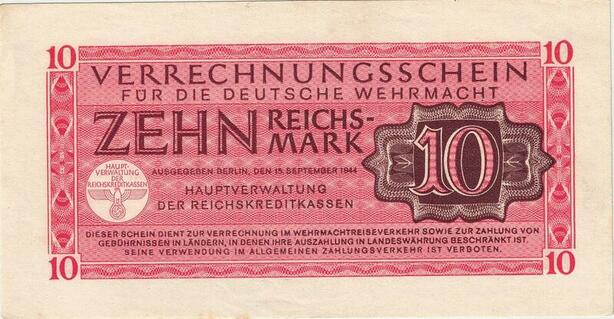 10 10
VERRECHNUNGSSCHEIN
FÜR DIE DEUTSCHE WEHRMACHT
ZEHN REICHS-
MARK
10
HAUPT-
VERWALTUNG
DER
REICHSKREDITKASSEN
AUSGEGEBEN BERLIN, DEN 15. SEPTEMBER 1944
HAUPTVERWALTUNG
DER REICHSKREDITKASSEN
DIESER SCHEIN DIENT ZUR VERRECHNUNG IM WEHRMACHTREISEVERKEHR SOWIE ZUR ZAHLUNG VON
GEBÜHRNISSEN IN LÄNDERN, IN DENEN IHRE AUSZAHLUNG IN LANDESWÄHRUNG BESCHRÄNKT IST.
SEINE VERWENDUNG IM ALLGEMEINEN ZAHLUNGSVERKEHR IST VERBOTEN.
10 10